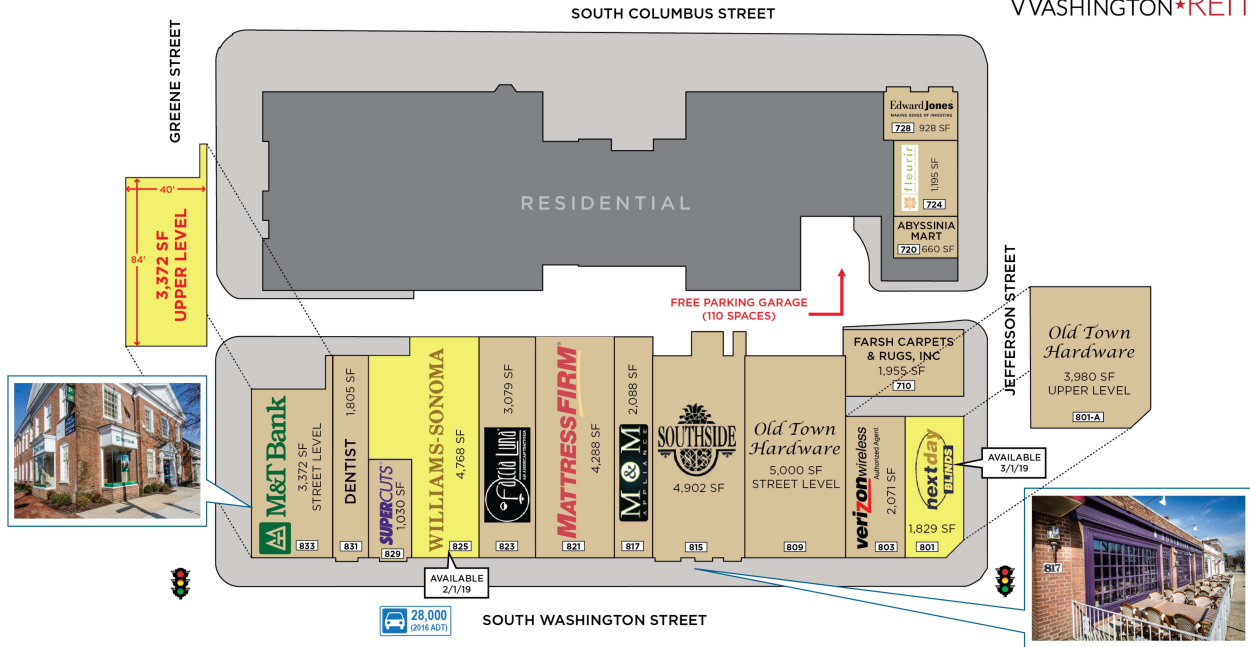 WASHINGTON★REIT
SOUTH COLUMBUS STREET
GREENE STREET
40'
84'
3,372 SF
UPPER LEVEL
RESIDENTIAL
Edward Jones
MAKING SENSE OF INVESTING
728 928 SF
fleurir
1,195 SF
724
ABYSSINIA
MART
720 660 SF
FREE PARKING GARAGE
(110 SPACES)
JEFFERSON STREET
Old Town
Hardware
3,980 SF
UPPER LEVEL
801-A
FARSH CARPETS
& RUGS, INC
1,955 SF
710
M&T Bank
3,372 SF
STREET LEVEL
833
DENTIST
1,805 SF
831
SUPERCUTS
1,030 SF
829
WILLIAMS-SONOMA
4,768 SF
825
AVAILABLE
2/1/19
Faccia Luna
3,079 SF
823
MATTRESSFIRM
4,288 SF
821
M & M
APPLIANCE
2,088 SF
817
SOUTHSIDE
4,902 SF
815
Old Town
Hardware
5,000 SF
STREET LEVEL
809
verizonwireless
Authorized Agent
2,071 SF
803
next day
BLINDS
1,829 SF
801
AVAILABLE
3/1/19
28,000
(2016 ADT)
SOUTH WASHINGTON STREET
817